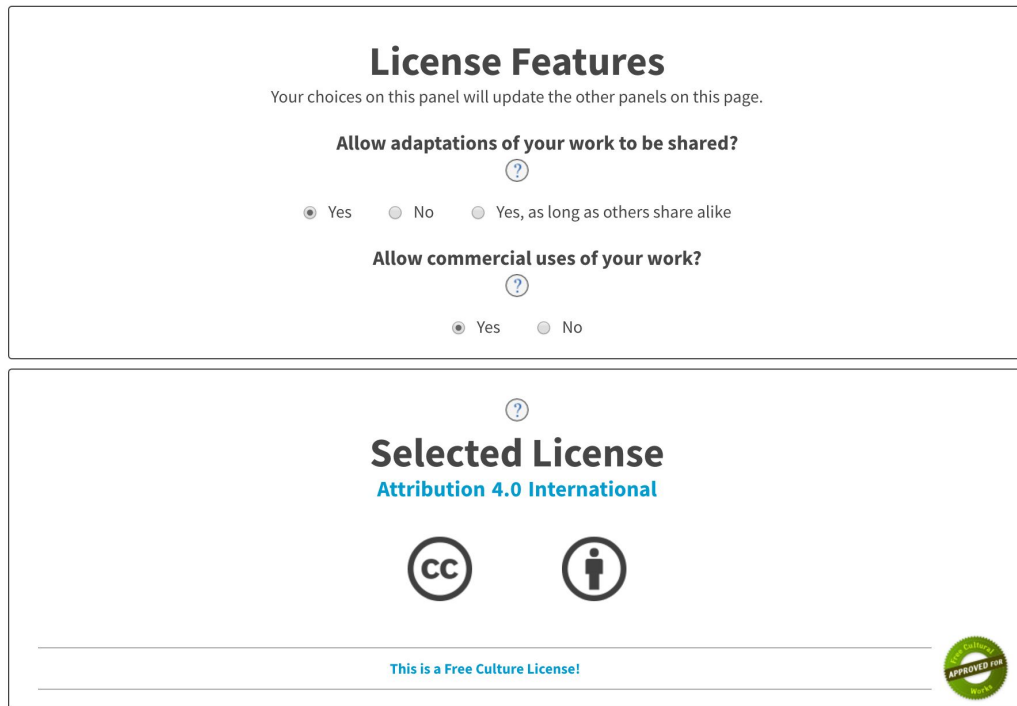 License Features
Your choices on this panel will update the other panels on this page.
Allow adaptations of your work to be shared?
?
Yes No Yes, as long as others share alike
Allow commercial uses of your work?
?
Yes No
?
Selected License
Attribution 4.0 International
cc
This is a Free Culture License!
Free Cultural
APPROVED FOR
Works